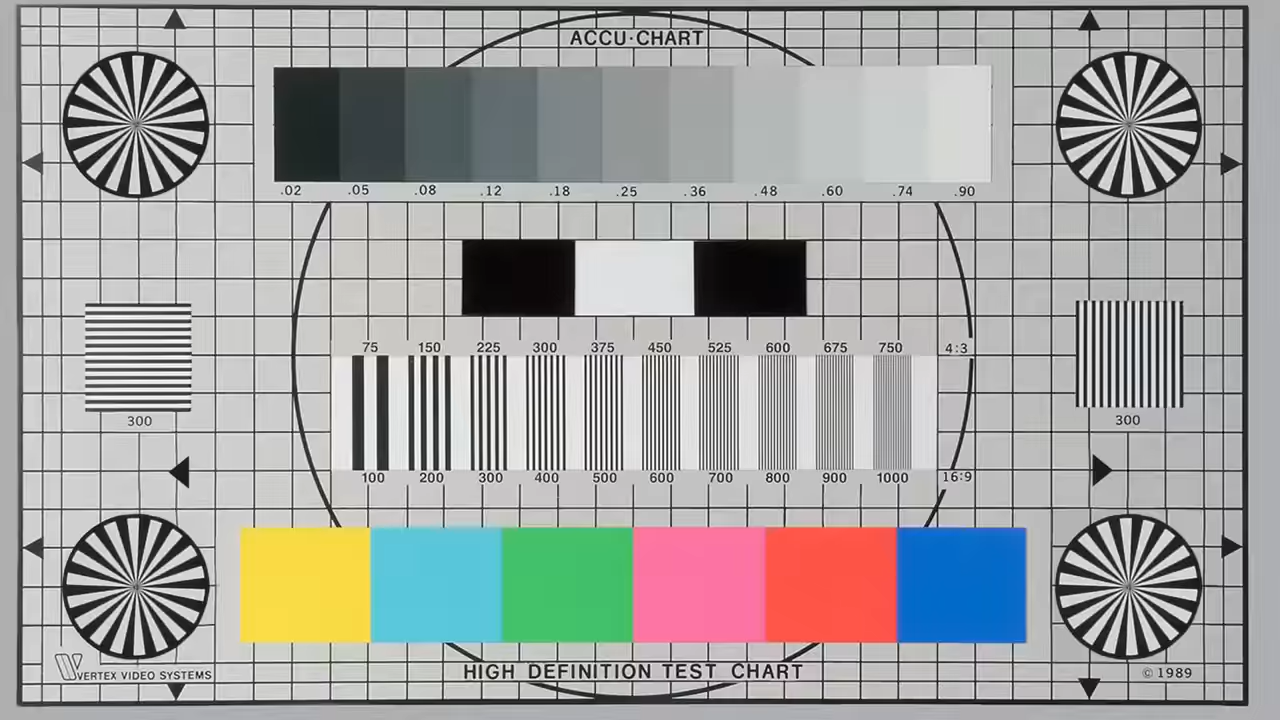 ACCU·CHART
.02 .05 .08 .12 .18 .25 .36 .48 .60 .74 .90
75 150 225 300 375 450 525 600 675 750 4:3
300
300
100 200 300 400 500 600 700 800 900 1000 16:9
HIGH DEFINITION TEST CHART
VERTEX VIDEO SYSTEMS
© 1989